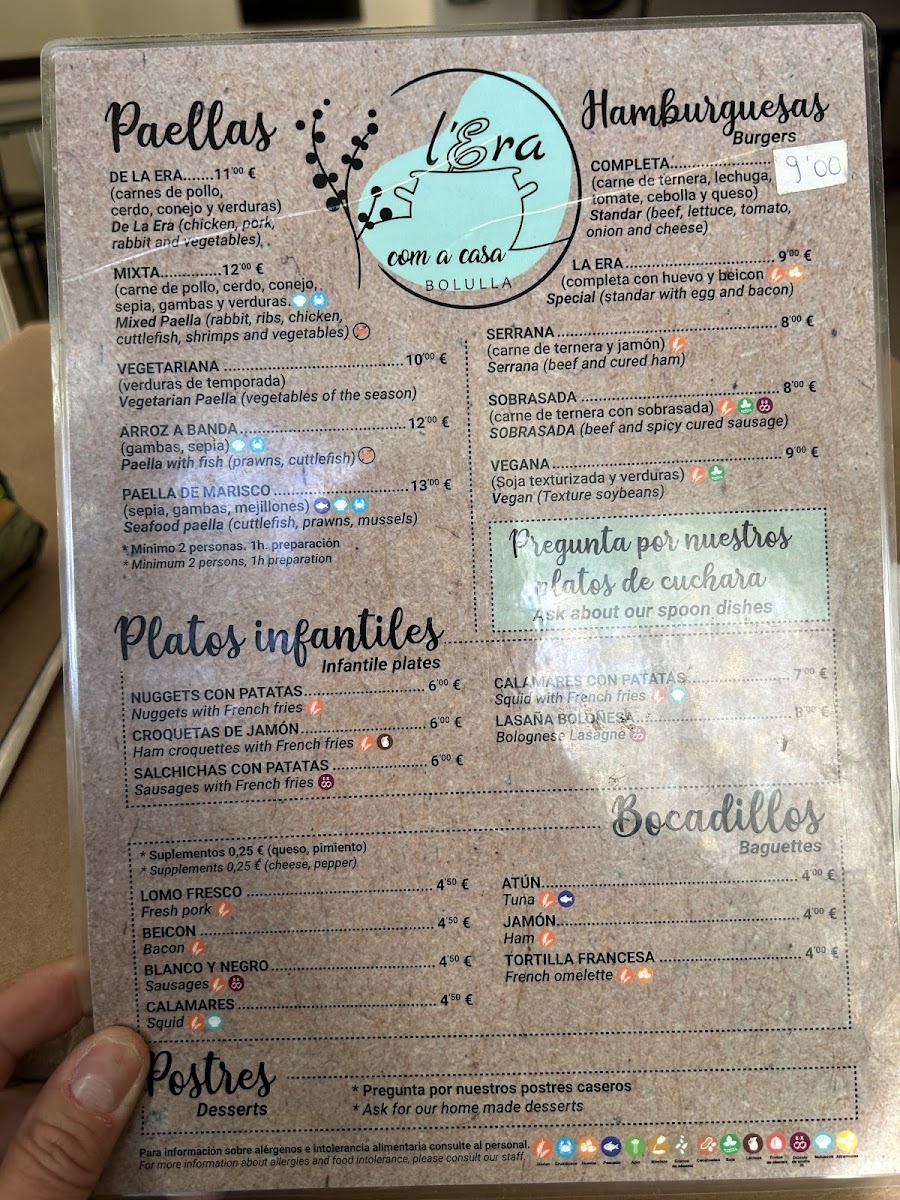 Paellas
DE LA ERA.......11'00 €
(carnes de pollo,
cerdo, conejo y verduras)
De La Era (chicken, pork,
rabbit and vegetables)
MIXTA.............12'00 €
(carne de pollo, cerdo, conejo,
sepia, gambas y verduras.
Mixed Paella (rabbit, ribs, chicken,
cuttlefish, shrimps and vegetables)
VEGETARIANA ........ 10'00 €
(verduras de temporada)
Vegetarian Paella (vegetables of the season)
ARROZ A BANDA........ 12'00 €
(gambas, sepia)
Paella with fish (prawns, cuttlefish)
PAELLA DE MARISCO ........ 13'00 €
(sepia, gambas, mejillones)
Seafood paella (cuttlefish, prawns, mussels)
* Mínimo 2 personas. 1h. preparación
* Minimum 2 persons, 1h preparation
l'Era
com a casa
BOLULLA
Hamburguesas
Burgers
COMPLETA........ 9'00
(carne de ternera, lechuga,
tomate, cebolla y queso)
Standar (beef, lettuce, tomato,
onion and cheese)
LA ERA ........ 9'00 €
(completa con huevo y beicon
Special (standar with egg and bacon)
SERRANA ........ 8'00 €
(carne de ternera y jamón)
Serrana (beef and cured ham)
SOBRASADA ........ 8'00 €
(carne de ternera con sobrasada)
SOBRASADA (beef and spicy cured sausage)
VEGANA ........ 9'00 €
(Soja texturizada y verduras)
Vegan (Texture soybeans)
Pregunta por nuestros
platos de cuchara
Ask about our spoon dishes
Platos infantiles
Infantile plates
NUGGETS CON PATATAS........ 6'00 €
Nuggets with French fries
CROQUETAS DE JAMÓN........ 6'00 €
Ham croquettes with French fries
SALCHICHAS CON PATATAS ........ 6'00 €
Sausages with French fries
CALAMARES CON PATATAS ........ 7'00 €
Squid with French fries
LASAÑA BOLOÑESA ........ 8'00 €
Bolognese Lasagne
Bocadillos
Baguettes
* Suplementos 0,25 € (queso, pimiento)
* Supplements 0,25 € (cheese, pepper)
LOMO FRESCO ........ 4'50 €
Fresh pork
BEICON ........ 4'50 €
Bacon
BLANCO Y NEGRO ........ 4'50 €
Sausages
CALAMARES ........ 4'50 €
Squid
ATÚN........ 4'00 €
Tuna
JAMÓN........ 4'00 €
Ham
TORTILLA FRANCESA ........ 4'00 €
French omelette
Postres
Desserts
* Pregunta por nuestros postres caseros
* Ask for our home made desserts
Para información sobre alérgenos e intolerancia alimentaria consulte al personal.
For more information about allergies and food intolerance, please consult our staff.